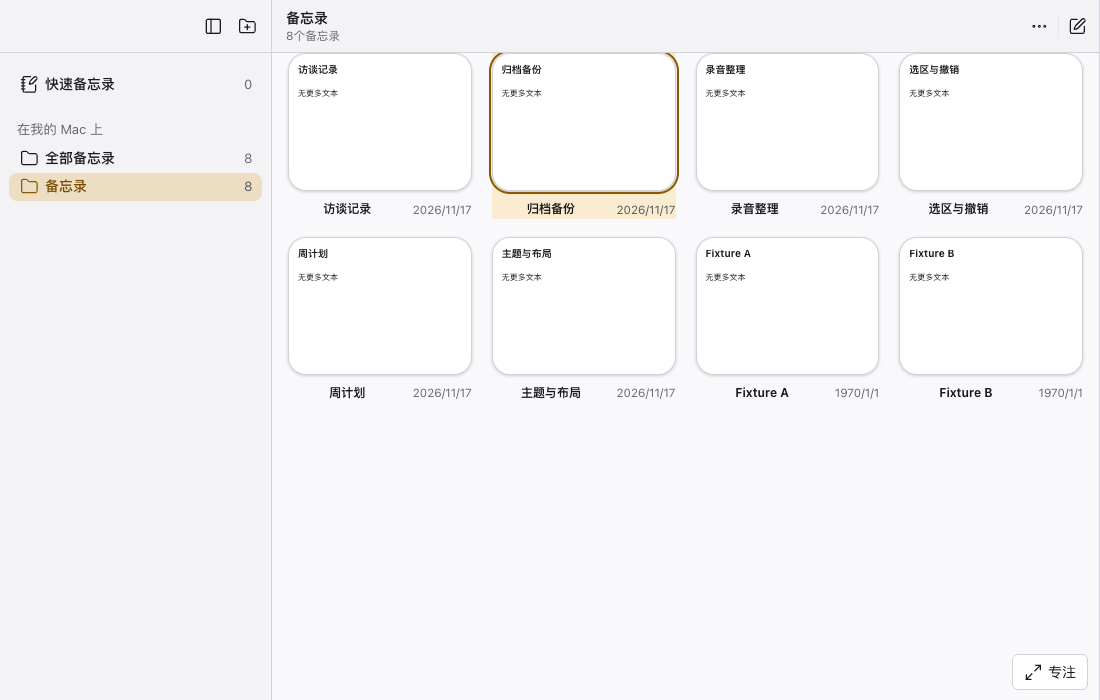 备忘录
8个备忘录
快速备忘录 0
在我的 Mac 上
全部备忘录 8
备忘录 8
访谈记录
无更多文本
归档备份
无更多文本
录音整理
无更多文本
选区与撤销
无更多文本
访谈记录 2026/11/17
归档备份 2026/11/17
录音整理 2026/11/17
选区与撤销 2026/11/17
周计划
无更多文本
主题与布局
无更多文本
Fixture A
无更多文本
Fixture B
无更多文本
周计划 2026/11/17
主题与布局 2026/11/17
Fixture A 1970/1/1
Fixture B 1970/1/1
专注